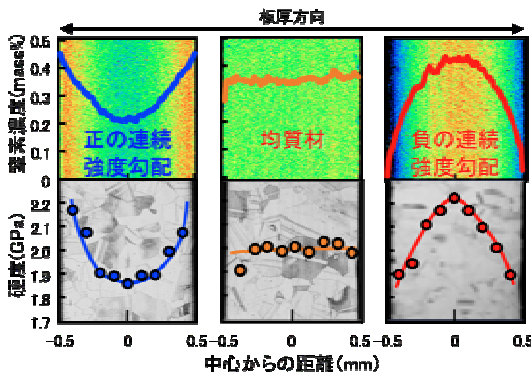 板厚方向
窒素濃度(mass%)
0.5
0.4
0.3
0.2
0.1
0
正の連続
強度勾配
均質材
負の連続
強度勾配
硬度(GPa)
2.2
2.1
2.0
1.9
1.8
1.7
-0.5 0 0.5 -0.5 0 0.5 -0.5 0 0.5
中心からの距離(mm)